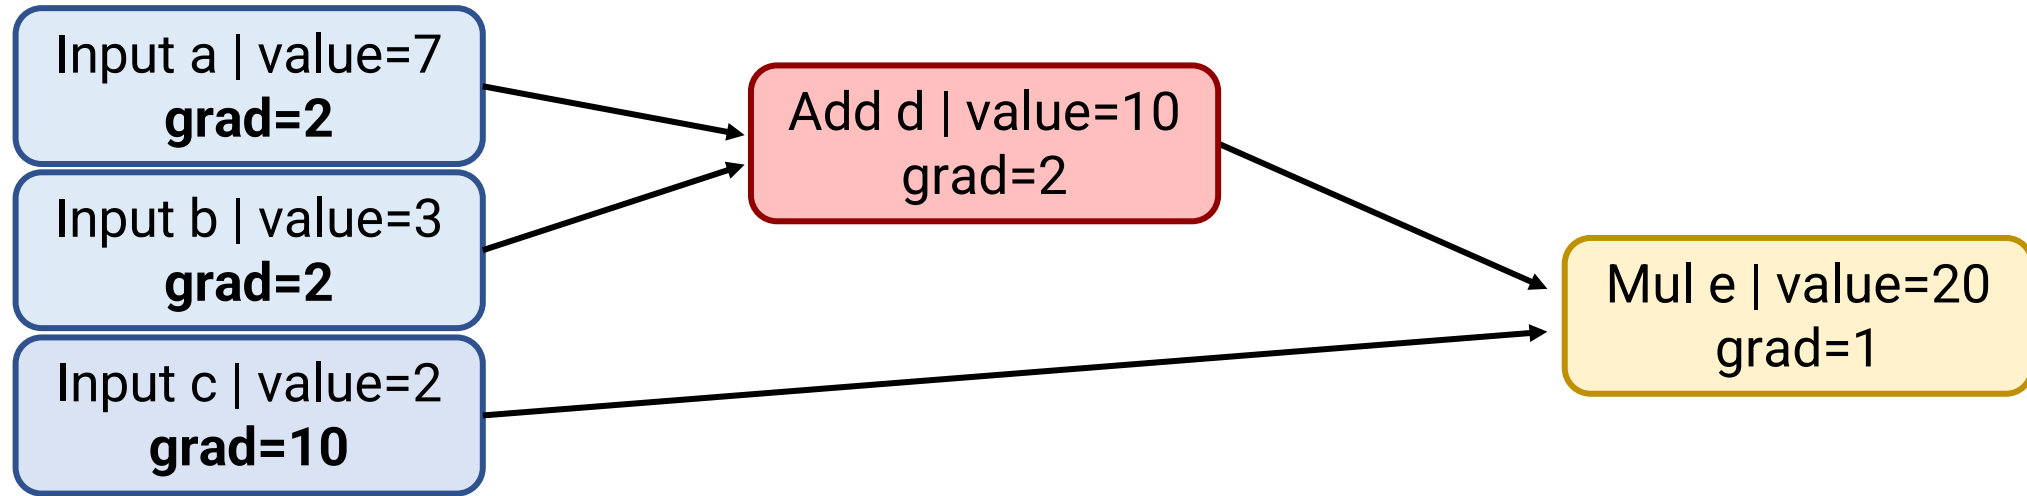 Input a | value=7
grad=2
Input b | value=3
grad=2
Input c | value=2
grad=10
Add d | value=10
grad=2
Mul e | value=20
grad=1